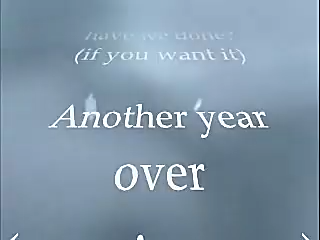 have we done?
(if you want it)
Another year
over